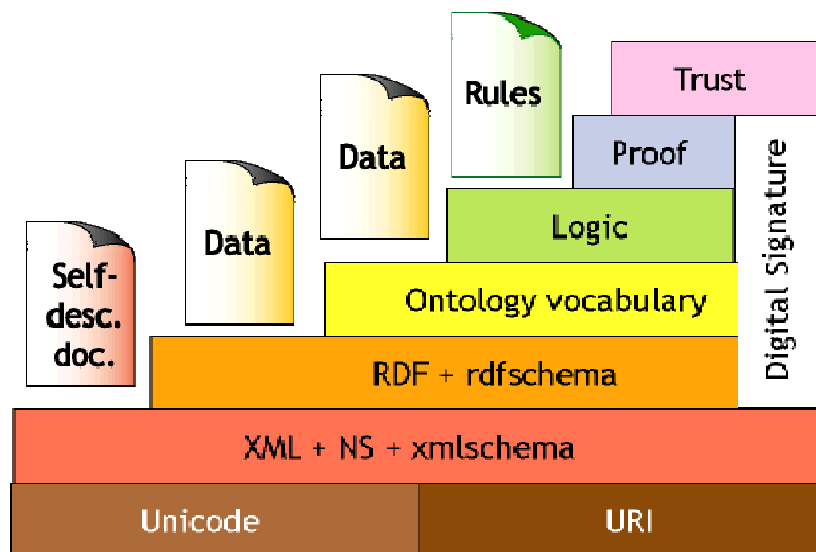 Rules
Trust
Data
Proof
Data
Logic
Self-
desc.
doc.
Ontology vocabulary
Digital Signature
RDF + rdfschema
XML + NS + xmlschema
Unicode
URI